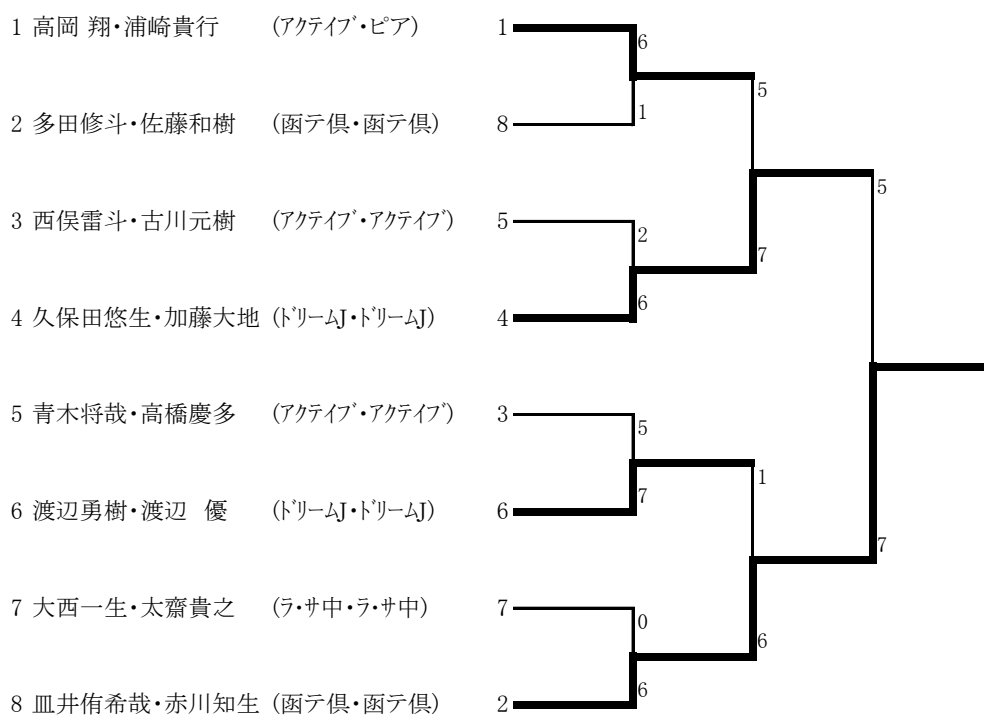 1 高岡 翔・浦崎貴行 (ｱｸﾃｲﾌﾞ・ピア) 1
6
5
1
2 多田修斗・佐藤和樹 (函テ倶・函テ倶) 8
5
3 西俣雷斗・古川元樹 (ｱｸﾃｲﾌﾞ・ｱｸﾃｲﾌﾞ) 5
2
7
6
4 久保田悠生・加藤大地 (ﾄﾞﾘｰﾑJ・ﾄﾞﾘｰﾑJ) 4
5 青木将哉・高橋慶多 (ｱｸﾃｲﾌﾞ・ｱｸﾃｲﾌﾞ) 3
5
1
7
6 渡辺勇樹・渡辺 優 (ﾄﾞﾘｰﾑJ・ﾄﾞﾘｰﾑJ) 6
7
7 大西一生・太齋貴之 (ラ・サ中・ラ・サ中) 7
0
6
6
8 皿井侑希哉・赤川知生 (函テ倶・函テ倶) 2